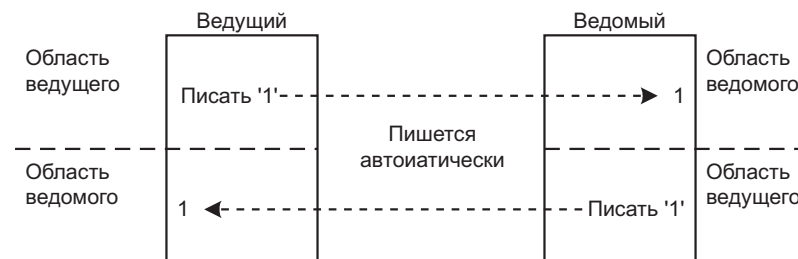 Ведущий
Ведомый
Область
ведущего
Область
ведомого
Писать '1'
1
Пишется
автоиатически
Область
ведомого
Область
ведущего
1
Писать '1'